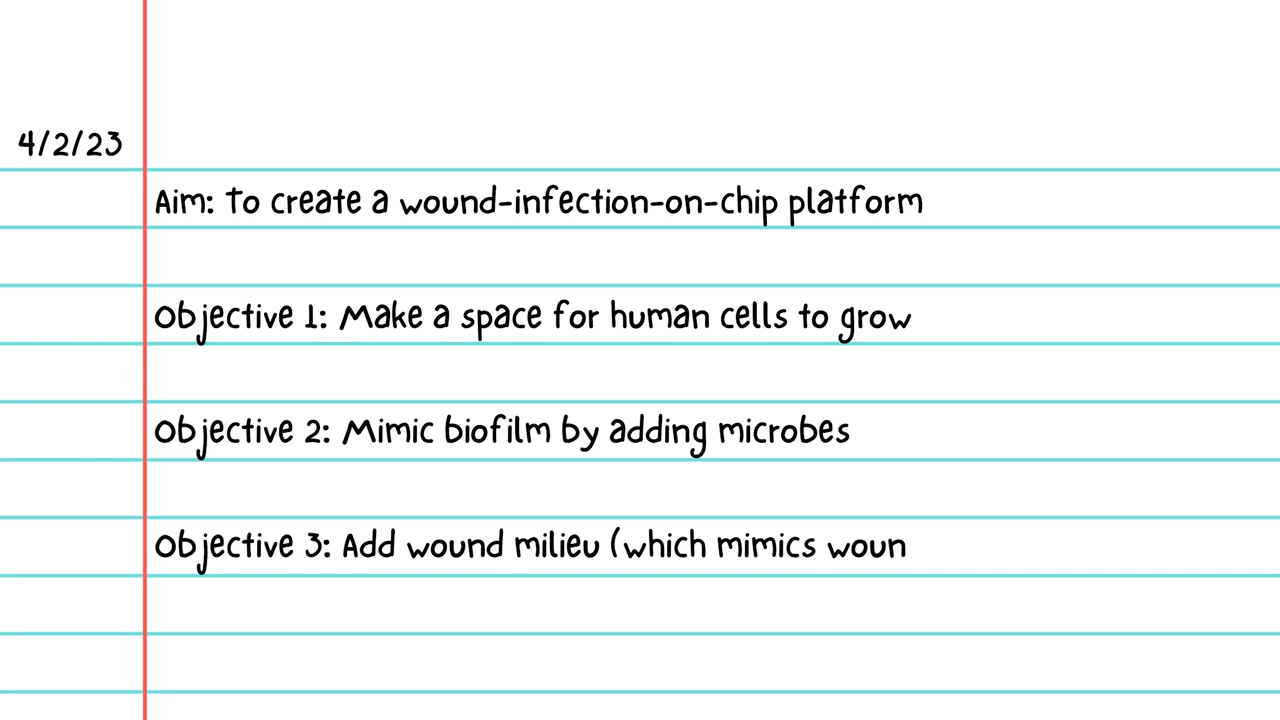 4/2/23
Aim: To create a wound-infection-on-chip platform
Objective 1: Make a space for human cells to grow
Objective 2: Mimic biofilm by adding microbes
Objective 3: Add wound milieu (which mimics woun